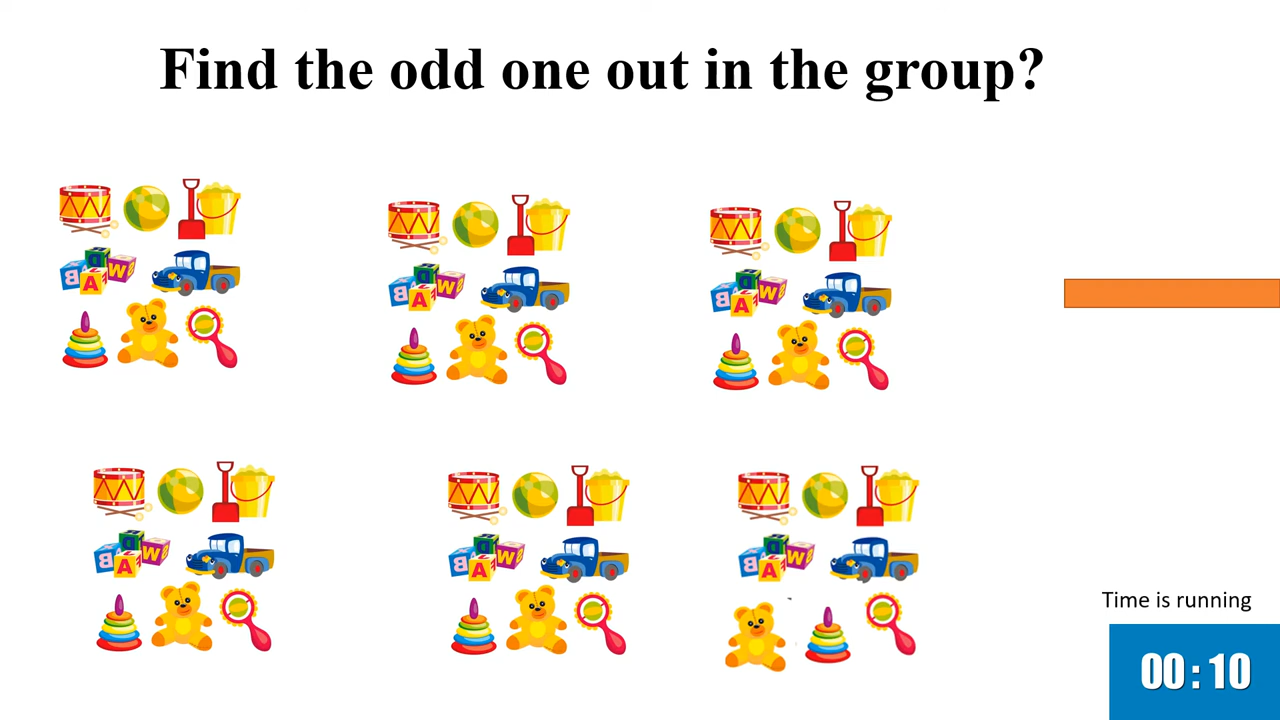 Find the odd one out in the group?
Time is running
00:10